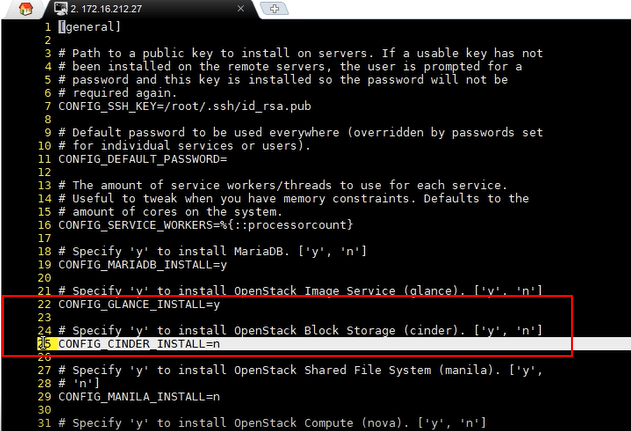 2. 172.16.212.27
1 [general]
2
3 # Path to a public key to install on servers. If a usable key has not
4 # been installed on the remote servers, the user is prompted for a
5 # password and this key is installed so the password will not be
6 # required again.
7 CONFIG_SSH_KEY=/root/.ssh/id_rsa.pub
8
9 # Default password to be used everywhere (overridden by passwords set
10 # for individual services or users).
11 CONFIG_DEFAULT_PASSWORD=
12
13 # The amount of service workers/threads to use for each service.
14 # Useful to tweak when you have memory constraints. Defaults to the
15 # amount of cores on the system.
16 CONFIG_SERVICE_WORKERS=%{::processorcount}
17
18 # Specify 'y' to install MariaDB. ['y', 'n']
19 CONFIG_MARIADB_INSTALL=y
20
21 # Specify 'y' to install OpenStack Image Service (glance). ['y', 'n']
22 CONFIG_GLANCE_INSTALL=y
23
24 # Specify 'y' to install OpenStack Block Storage (cinder). ['y', 'n']
25 CONFIG_CINDER_INSTALL=n
26
27 # Specify 'y' to install OpenStack Shared File System (manila). ['y',
28 # 'n']
29 CONFIG_MANILA_INSTALL=n
30
31 # Specify 'y' to install OpenStack Compute (nova). ['y', 'n']